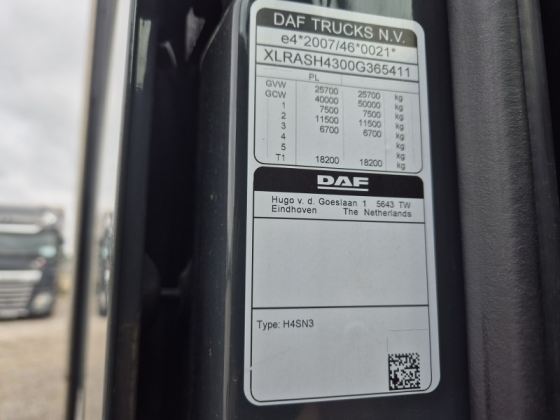 DAF TRUCKS N.V.
e4*2007/46*0021*
XLRASH4300G365411
PL
GVW 25700 25700 kg
GCW 40000 50000 kg
1 7500 7500 kg
2 11500 11500 kg
3 6700 6700 kg
4 kg
5 kg
T1 18200 18200 kg
DAF
Hugo v. d. Goeslaan 1 5643 TW
Eindhoven The Netherlands
Type: H4SN3